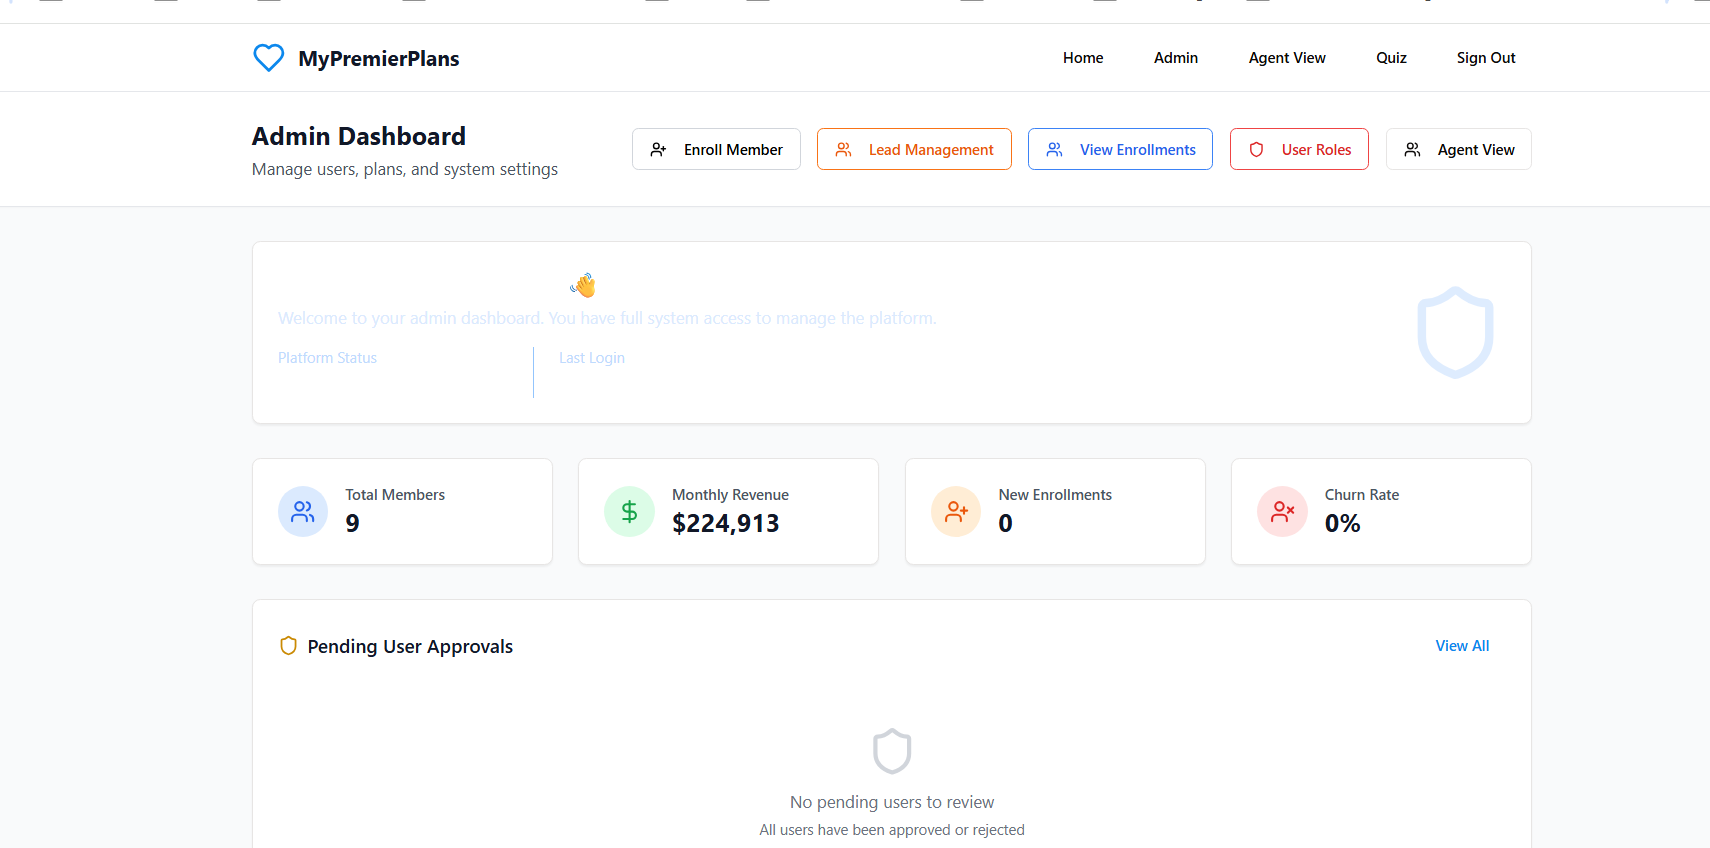 MyPremierPlans
Home
Admin
Agent View
Quiz
Sign Out
Admin Dashboard
Manage users, plans, and system settings
Enroll Member
Lead Management
View Enrollments
User Roles
Agent View
👋
Welcome to your admin dashboard. You have full system access to manage the platform.
Platform Status
Last Login
Total Members
9
Monthly Revenue
$224,913
New Enrollments
0
Churn Rate
0%
Pending User Approvals
View All
No pending users to review
All users have been approved or rejected